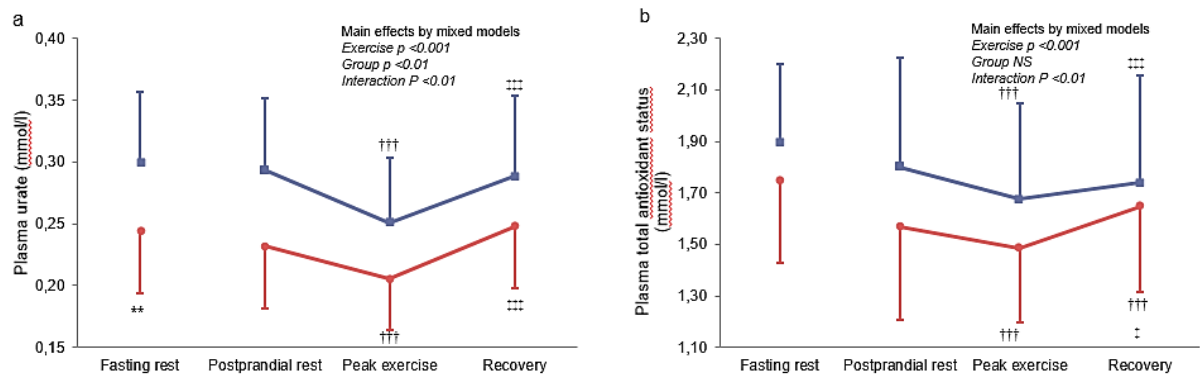 a
Main effects by mixed models
Exercise p <0.001
Group p <0.01
Interaction P <0.01
Plasma urate (mmol/l)
0,40
0,35
0,30
0,25
0,20
0,15
†††
‡‡‡
**
†††
‡‡‡
Fasting rest Postprandial rest Peak exercise Recovery
b
Main effects by mixed models
Exercise p <0.001
Group NS
Interaction P <0.01
Plasma total antioxidant status
(mmol/l)
2,30
2,10
1,90
1,70
1,50
1,30
1,10
†††
‡‡‡
†††
†††
‡
Fasting rest Postprandial rest Peak exercise Recovery